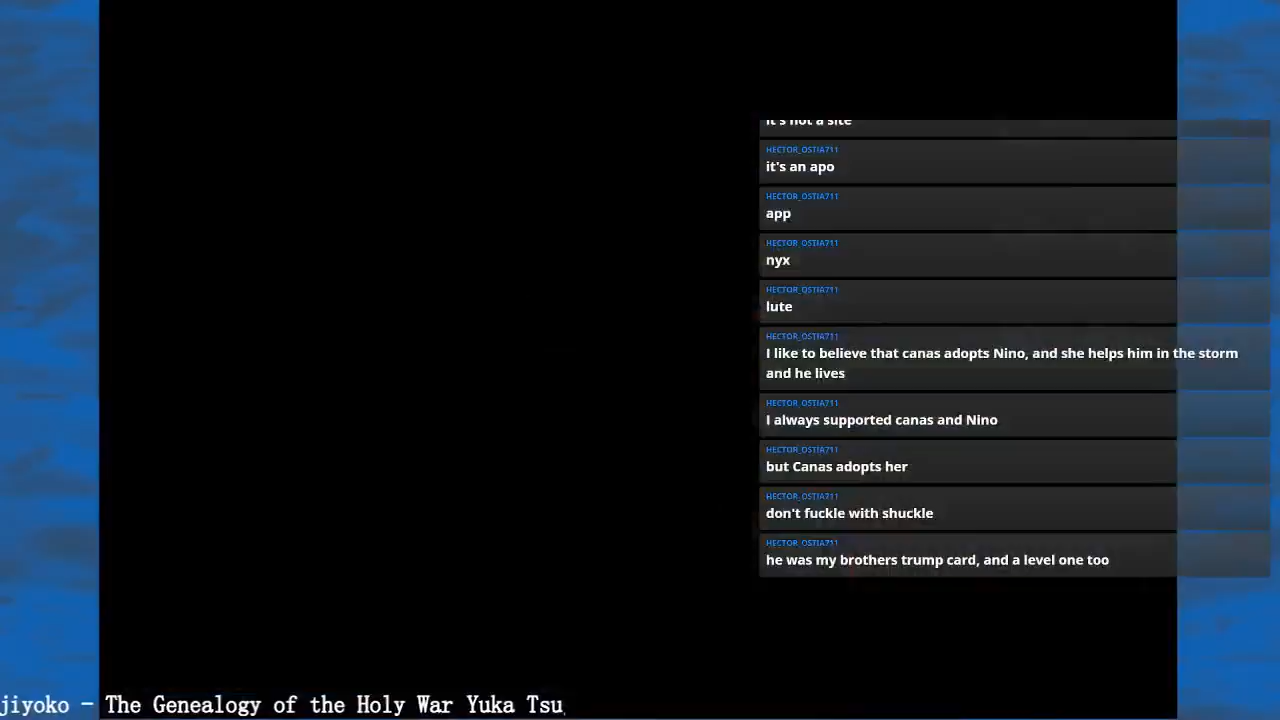 it's not a site
HECTOR_OSTIA711
it's an apo
HECTOR_OSTIA711
app
HECTOR_OSTIA711
nyx
HECTOR_OSTIA711
lute
HECTOR_OSTIA711
I like to believe that canas adopts Nino, and she helps him in the storm
and he lives
HECTOR_OSTIA711
I always supported canas and Nino
HECTOR_OSTIA711
but Canas adopts her
HECTOR_OSTIA711
don't fuckle with shuckle
HECTOR_OSTIA711
he was my brothers trump card, and a level one too
jiyoko - The Genealogy of the Holy War Yuka Tsu